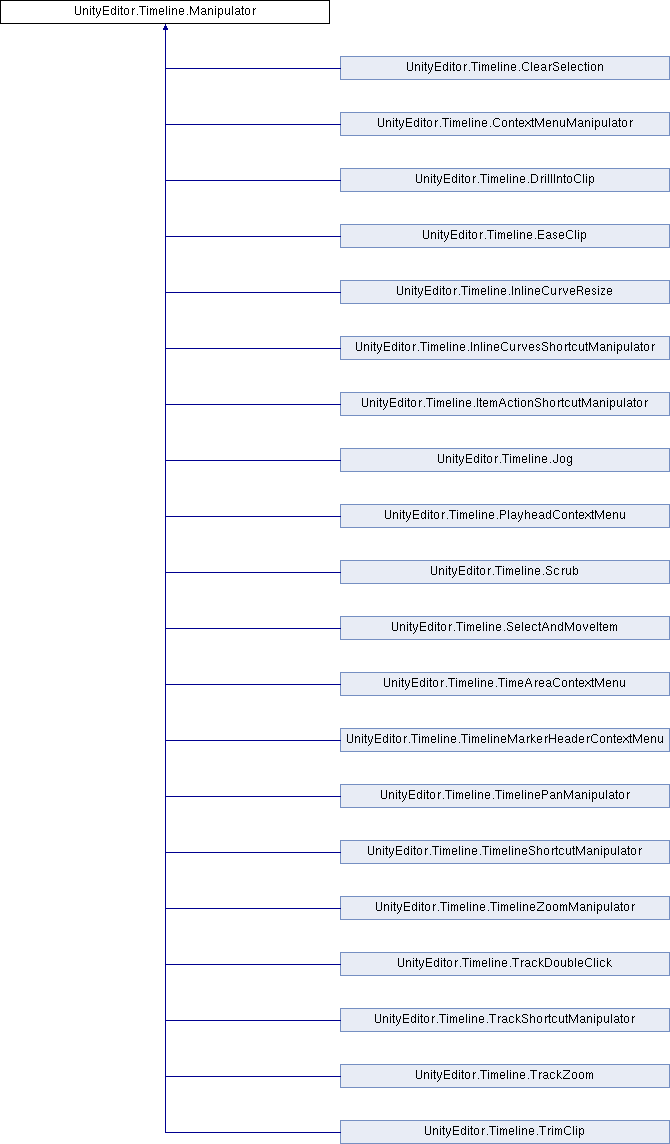 UnityEditor.Timeline.Manipulator
UnityEditor.Timeline.ClearSelection
UnityEditor.Timeline.ContextMenuManipulator
UnityEditor.Timeline.DrillIntoClip
UnityEditor.Timeline.EaseClip
UnityEditor.Timeline.InlineCurveResize
UnityEditor.Timeline.InlineCurvesShortcutManipulator
UnityEditor.Timeline.ItemActionShortcutManipulator
UnityEditor.Timeline.Jog
UnityEditor.Timeline.PlayheadContextMenu
UnityEditor.Timeline.Scrub
UnityEditor.Timeline.SelectAndMoveItem
UnityEditor.Timeline.TimeAreaContextMenu
UnityEditor.Timeline.TimelineMarkerHeaderContextMenu
UnityEditor.Timeline.TimelinePanManipulator
UnityEditor.Timeline.TimelineShortcutManipulator
UnityEditor.Timeline.TimelineZoomManipulator
UnityEditor.Timeline.TrackDoubleClick
UnityEditor.Timeline.TrackShortcutManipulator
UnityEditor.Timeline.TrackZoom
UnityEditor.Timeline.TrimClip